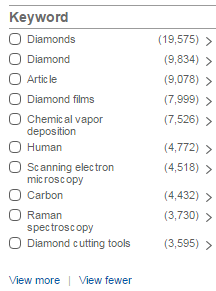 Keyword
Diamonds (19,575)
Diamond (9,834)
Article (9,078)
Diamond films (7,999)
Chemical vapor (7,526)
deposition
Human (4,772)
Scanning electron (4,518)
microscopy
Carbon (4,432)
Raman (3,730)
spectroscopy
Diamond cutting tools (3,595)
View more | View fewer